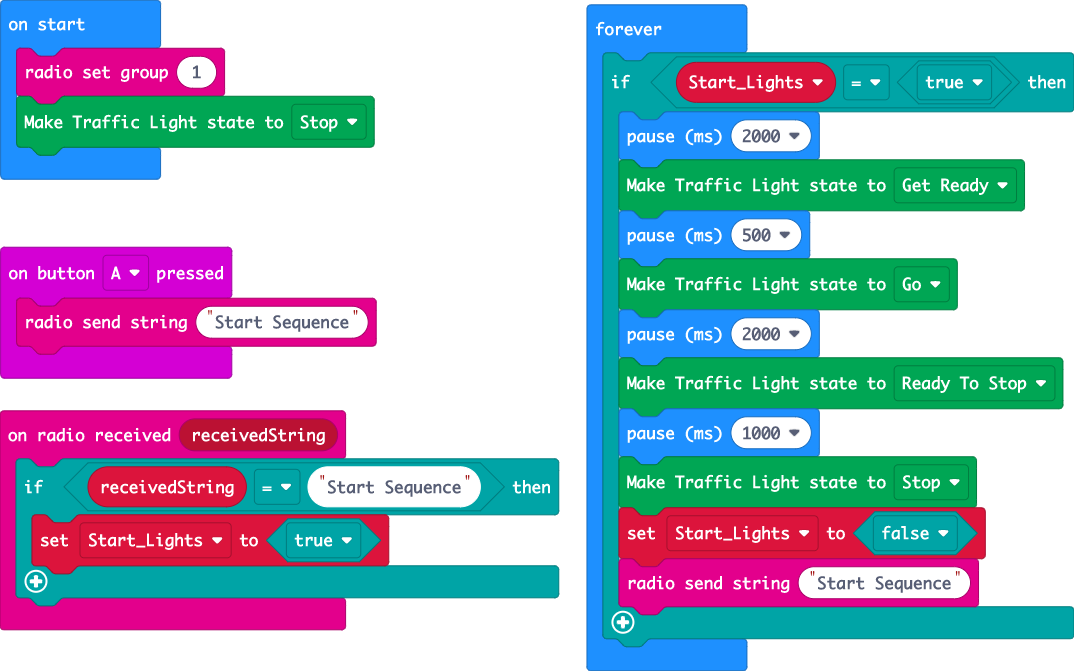 on start
radio set group 1
Make Traffic Light state to Stop
on button A pressed
radio send string "Start Sequence"
on radio received receivedString
if receivedString = "Start Sequence" then
set Start_Lights to true
forever
if Start_Lights = true then
pause (ms) 2000
Make Traffic Light state to Get Ready
pause (ms) 500
Make Traffic Light state to Go
pause (ms) 2000
Make Traffic Light state to Ready To Stop
pause (ms) 1000
Make Traffic Light state to Stop
set Start_Lights to false
radio send string "Start Sequence"